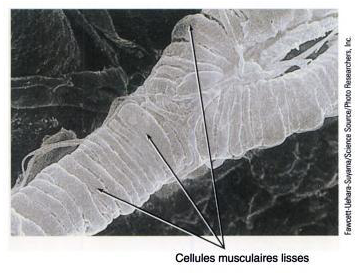 Fawcett-Uehara-Suyama/Science Source/Photo Researchers, Inc.
Cellules musculaires lisses